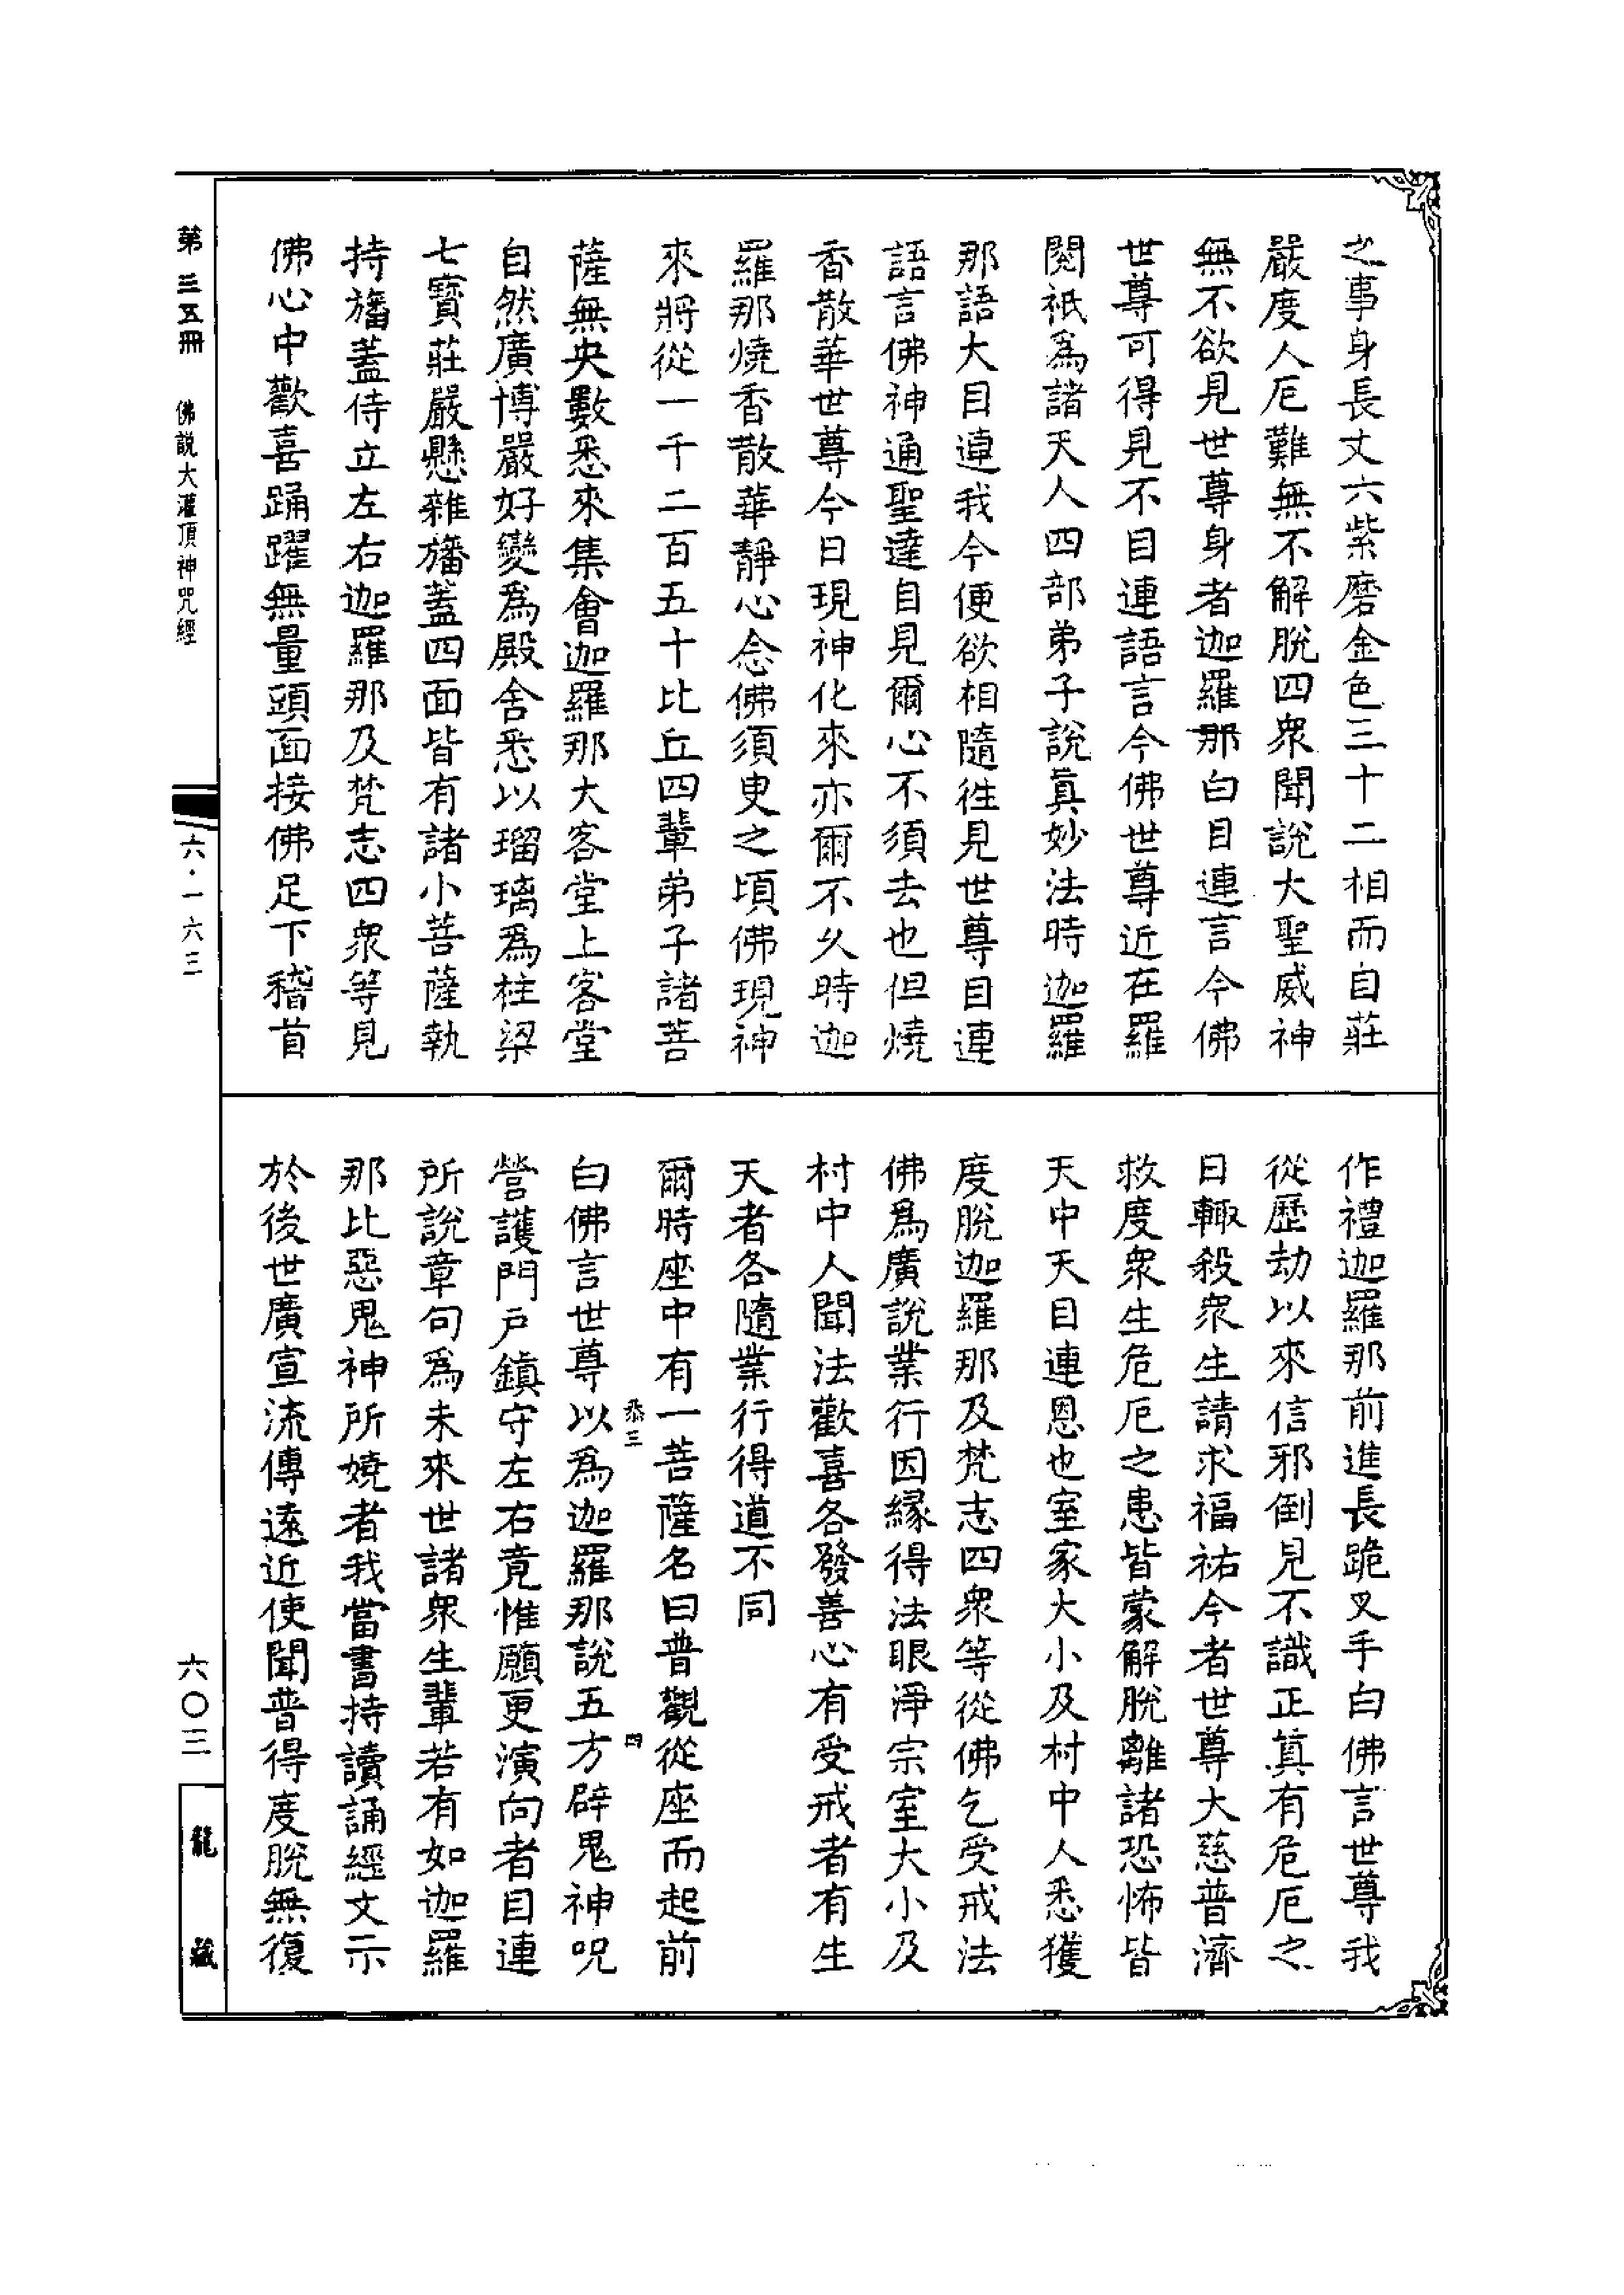 之事身長丈六紫磨金色三十二相而自莊
嚴度人厄難無不解脫四衆聞說大聖威神
無不欲見世尊身者迦羅那白目連言今佛
世尊可得見不目連語言今佛世尊近在羅
閱祇爲諸天人四部弟子說真妙法時迦羅
那語大目連我今便欲相隨往見世尊目連
語言佛神通聖達自見爾心不須去也但燒
香散華世尊今日現神化來亦爾不久時迦
羅那燒香散華靜心念佛須臾之頃佛現神
來將從一千二百五十比丘四輩弟子諸菩
薩無央數悉來集會迦羅那大客堂上客堂
自然廣博嚴好變爲殿舍悉以瑠璃爲柱梁
七寶莊嚴懸雜旛蓋四面皆有諸小菩薩執
持旛蓋侍立左右迦羅那及梵志四衆等見
佛心中歡喜踊躍無量頭面接佛足下稽首
作禮迦羅那前進長跪叉手白佛言世尊我
從歷劫以來信邪倒見不識正真有危厄之
日輙殺衆生請求福祐今者世尊大慈普濟
救度衆生危厄之患皆蒙解脫離諸恐怖皆
天中天目連恩也室家大小及村中人悉獲
度脫迦羅那及梵志四衆等從佛乞受戒法
佛爲廣說業行因緣得法眼淨宗室大小及
村中人聞法歡喜各發善心有受戒者有生
天者各隨業行得道不同
爾時座中有一菩薩名曰普觀從座而起前
恭三
四
白佛言世尊以爲迦羅那說五方辟鬼神呪
營護門戶鎮守左右竟惟願更演向者目連
所說章句爲未來世諸衆生輩若有如迦羅
那比惡鬼神所嬈者我當書持讀誦經文示
於後世廣宣流傳遠近使聞普得度脫無復
第三五冊
佛說大灌頂神咒經
六·一六三
六〇三
龍藏